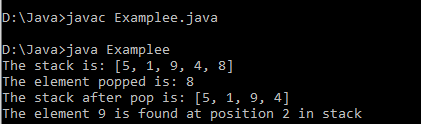 D:\Java>javac Examplee.java
D:\Java>java Examplee
The stack is: [5, 1, 9, 4, 8]
The element popped is: 8
The stack after pop is: [5, 1, 9, 4]
The element 9 is found at position 2 in stack